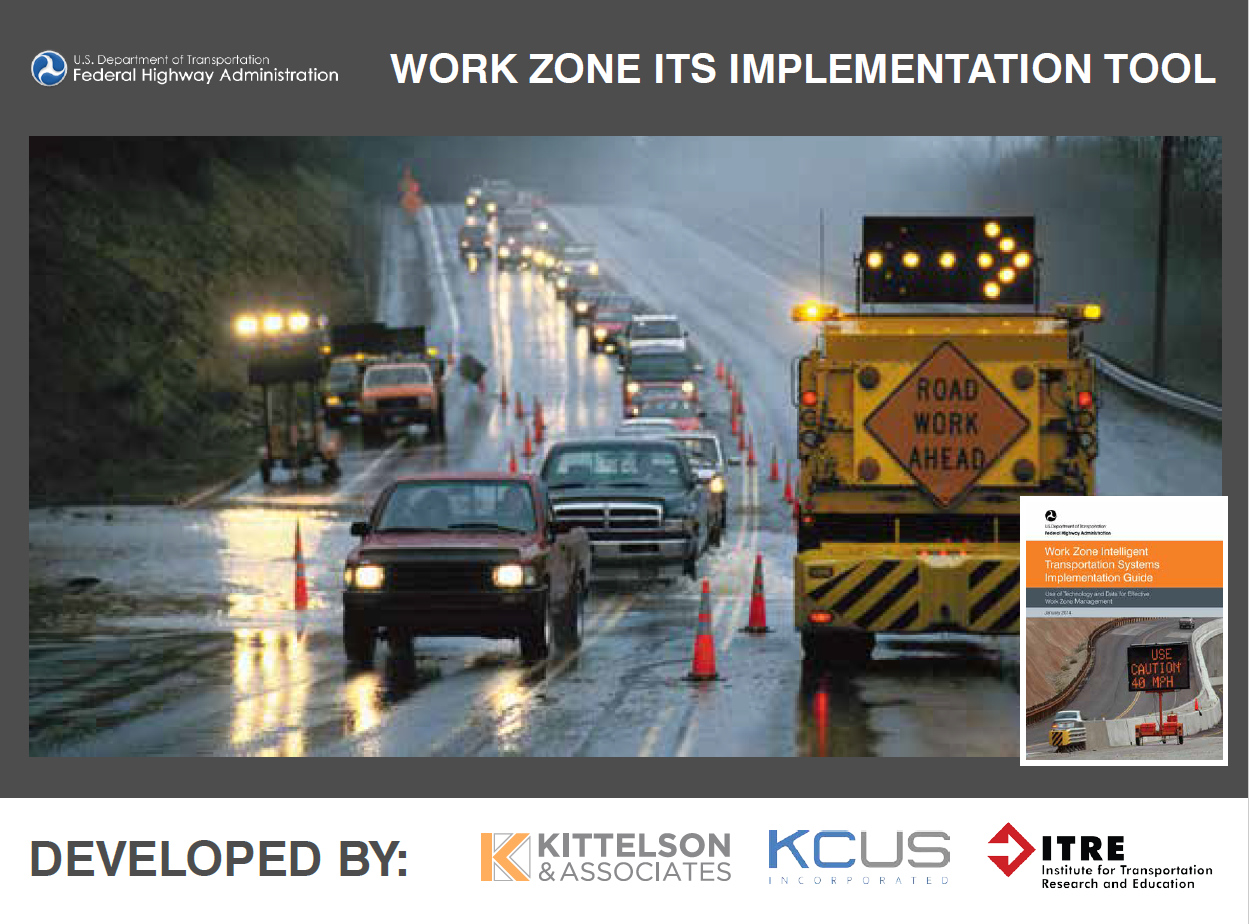 U.S. Department of Transportation
Federal Highway Administration
WORK ZONE ITS IMPLEMENTATION TOOL
ROAD
WORK
AHEAD
U.S. Department of Transportation
Federal Highway Administration
Work Zone Intelligent
Transportation Systems
Implementation Guide
Use of Technology and Data for Effective
Work Zone Management
January 2014
USE
CAUTION
40 MPH
DEVELOPED BY:
KITTELSON
& ASSOCIATES
KCUS
INCORPORATED
ITRE
Institute for Transportation
Research and Education